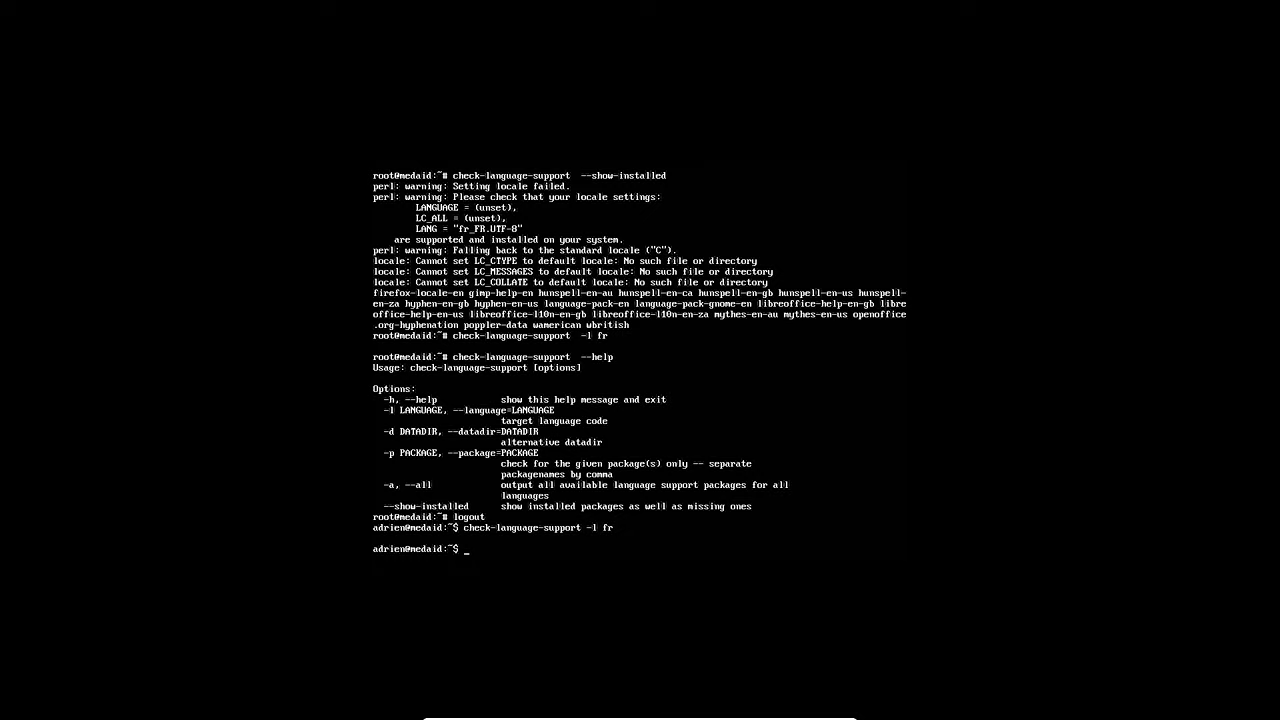 root@medaid:~# check-language-support  --show-installed
perl: warning: Setting locale failed.
perl: warning: Please check that your locale settings:
        LANGUAGE = (unset),
        LC_ALL = (unset),
        LANG = "fr_FR.UTF-8"
    are supported and installed on your system.
perl: warning: Falling back to the standard locale ("C").
locale: Cannot set LC_CTYPE to default locale: No such file or directory
locale: Cannot set LC_MESSAGES to default locale: No such file or directory
locale: Cannot set LC_COLLATE to default locale: No such file or directory
firefox-locale-en gimp-help-en hunspell-en-au hunspell-en-ca hunspell-en-gb hunspell-en-us hunspell-
en-za hyphen-en-gb hyphen-en-us language-pack-en language-pack-gnome-en libreoffice-help-en-gb libre
office-help-en-us libreoffice-l10n-en-gb libreoffice-l10n-en-za mythes-en-au mythes-en-us openoffice
.org-hyphenation poppler-data wamerican wbritish
root@medaid:~# check-language-support  -l fr
root@medaid:~# check-language-support  --help
Usage: check-language-support [options]
Options:
  -h, --help            show this help message and exit
  -l LANGUAGE, --language=LANGUAGE
                        target language code
  -d DATADIR, --datadir=DATADIR
                        alternative datadir
  -p PACKAGE, --package=PACKAGE
                        check for the given package(s) only -- separate
                        packagenames by comma
  -a, --all             output all available language support packages for all
                        languages
  --show-installed      show installed packages as well as missing ones
root@medaid:~# logout
adrien@medaid:~$ check-language-support -l fr
adrien@medaid:~$ _